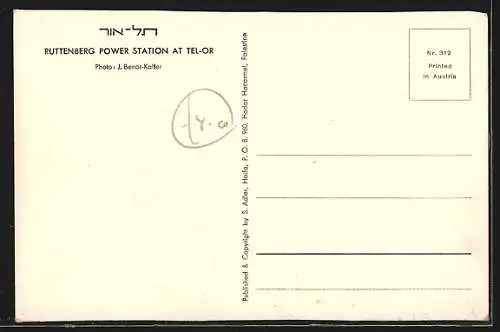 תל-אור
RUTTENBERG POWER STATION AT TEL-OR
Photo: J. Benor-Kalter
Published & Copyright by S. Adler, Haifa, P. O. B. 980, Hadar Hacarmel, Palestine
Nr. 312
Printed
in Austria